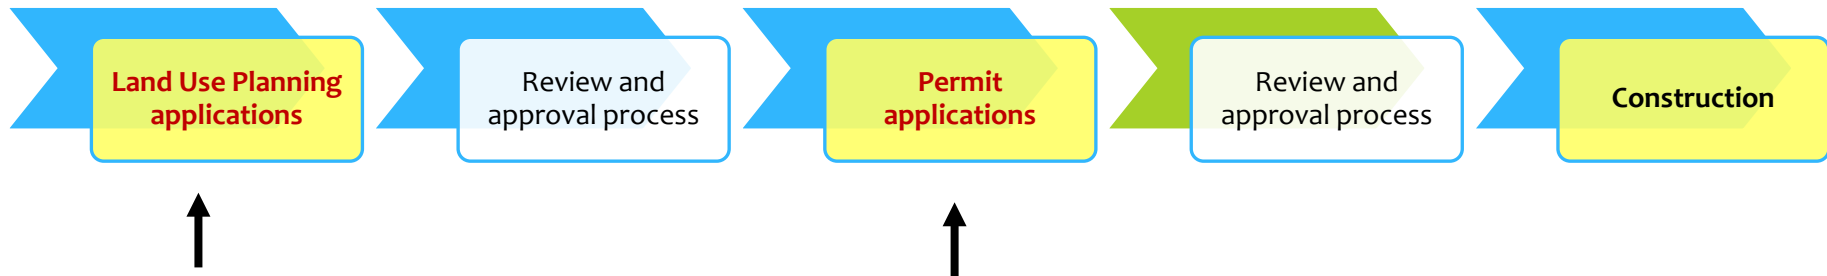 Land Use Planning
applications
Review and
approval process
Permit
applications
Review and
approval process
Construction